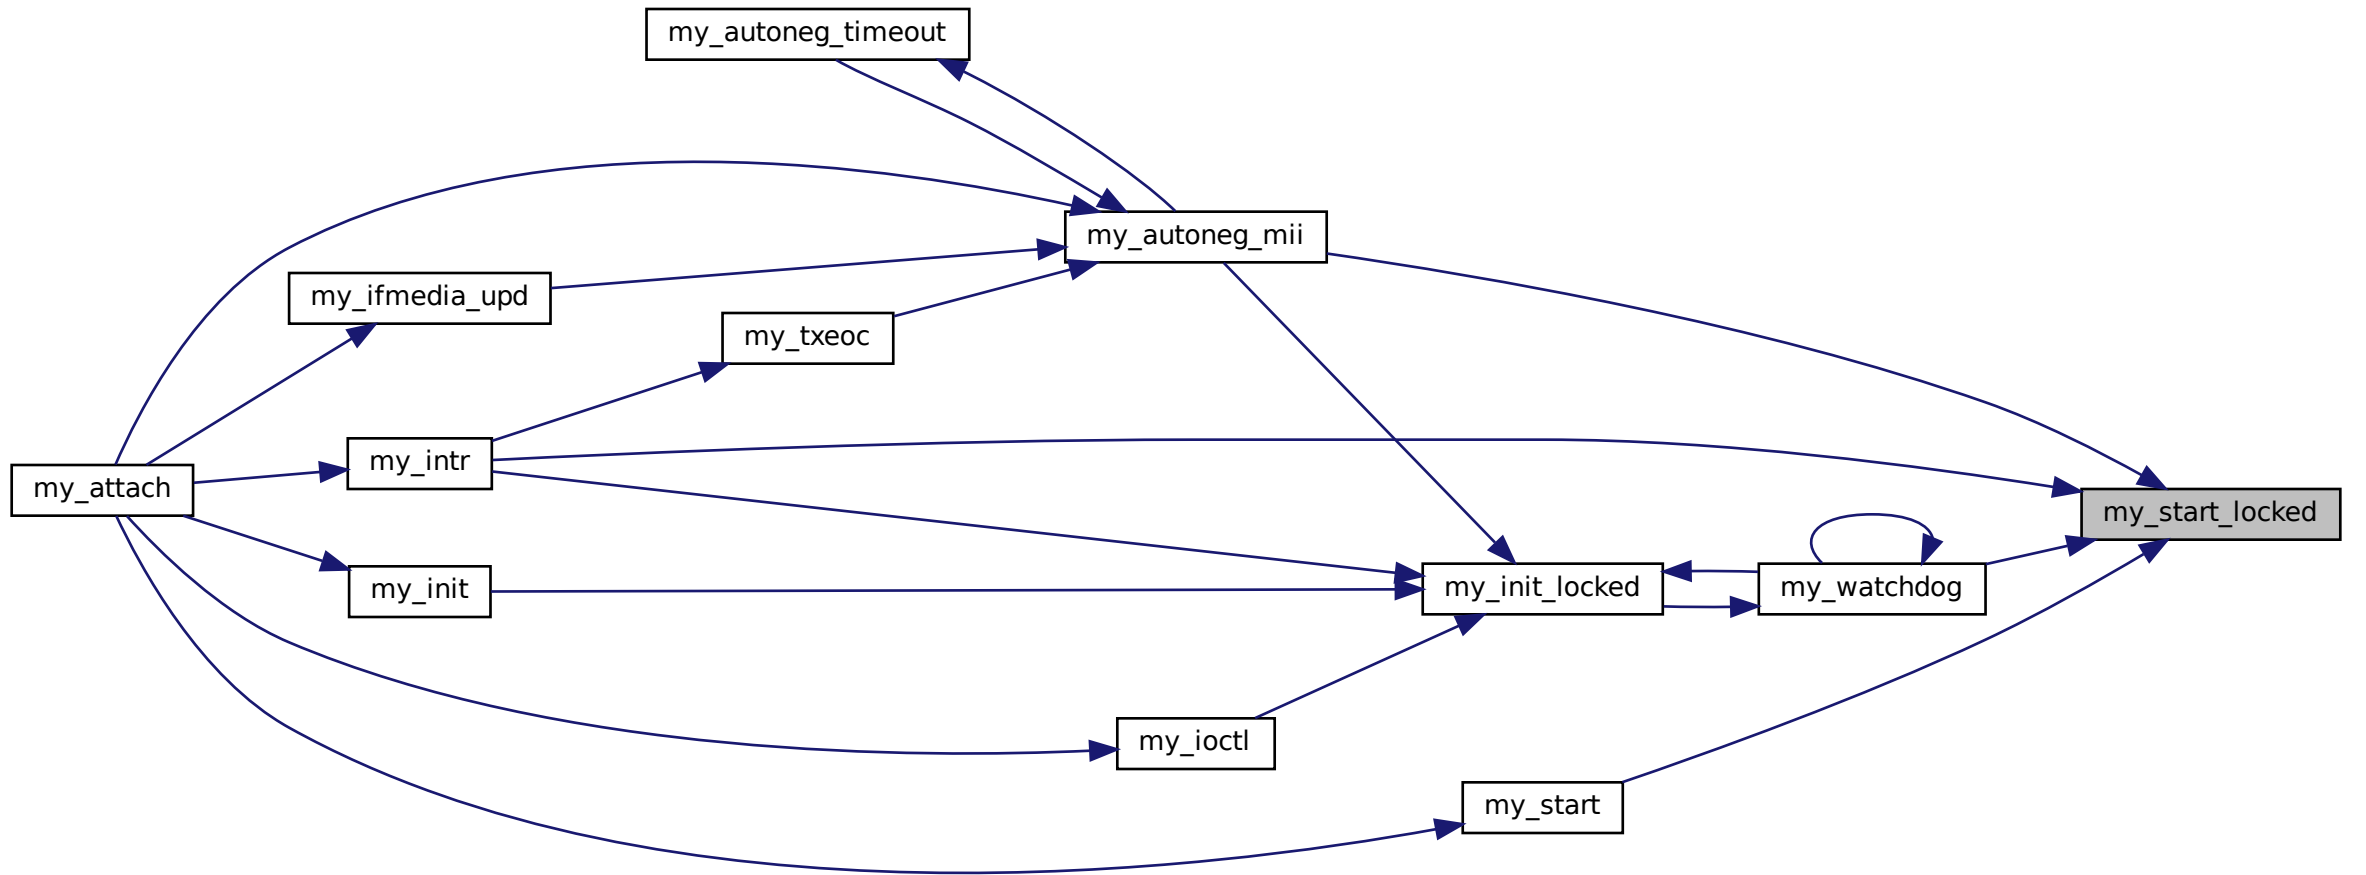 my_autoneg_timeout
my_autoneg_mii
my_ifmedia_upd
my_txeoc
my_intr
my_attach
my_start_locked
my_init
my_init_locked
my_watchdog
my_ioctl
my_start